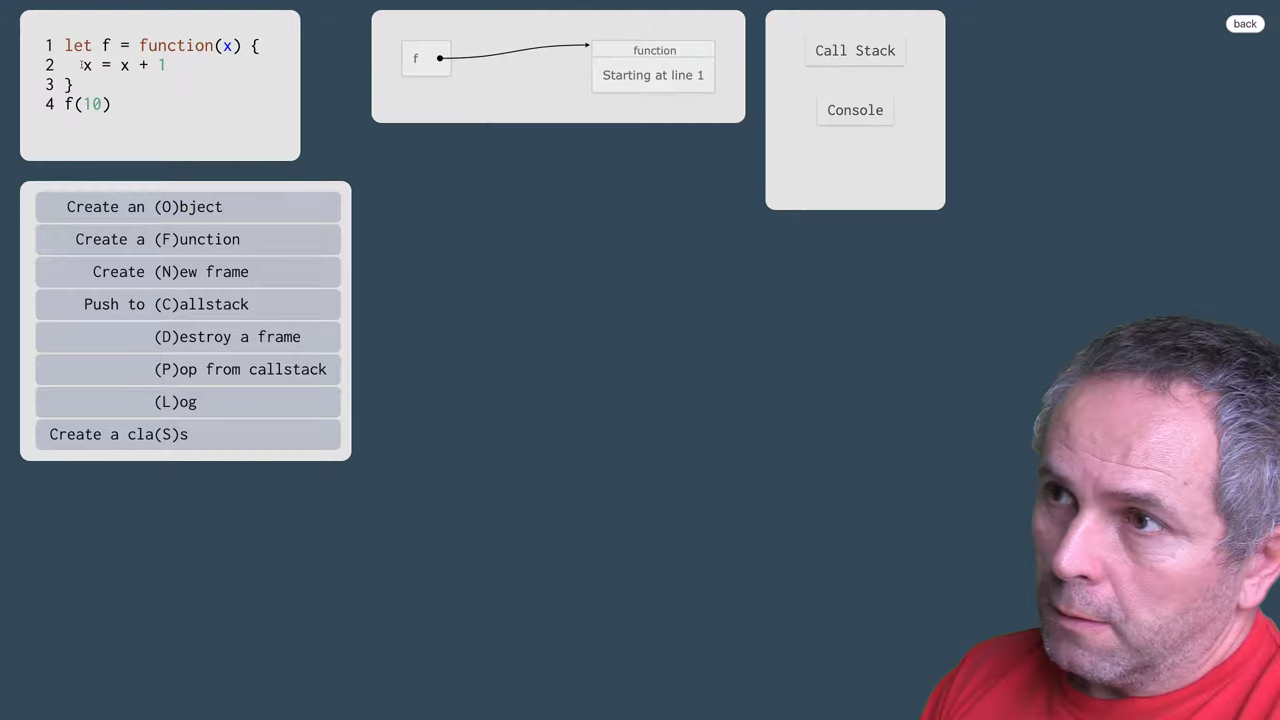 back
1 let f = function(x) {
2 x = x + 1
3 }
4 f(10)
f
function
Starting at line 1
Call Stack
Console
Create an (O)bject
Create a (F)unction
Create (N)ew frame
Push to (C)allstack
(D)estroy a frame
(P)op from callstack
(L)og
Create a cla(S)s